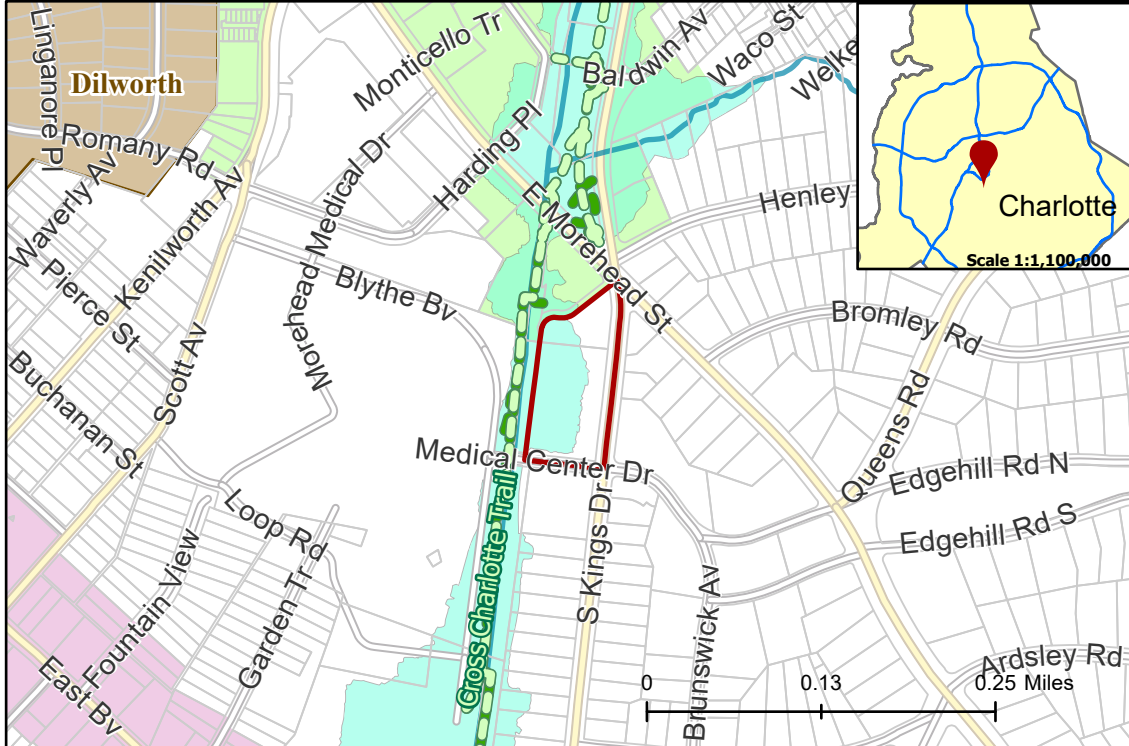 Linganore Pl
Dilworth
Monticello Tr
Baldwin Av
Waco St
Welke
Romany Rd
Waverly Av
Kenilworth Av
Morehead Medical Dr
Harding Pl
E Morehead St
Henley
Charlotte
Scale 1:1,100,000
Pierce St
Blythe Bv
Bromley Rd
Buchanan St
Scott Av
Queens Rd
Medical Center Dr
Edgehill Rd N
Loop Rd
Cross Charlotte Trail
S Kings Dr
Edgehill Rd S
Fountain View
Garden Tr
Brunswick Av
Ardsley Rd
East Bv
0 0.13 0.25 Miles